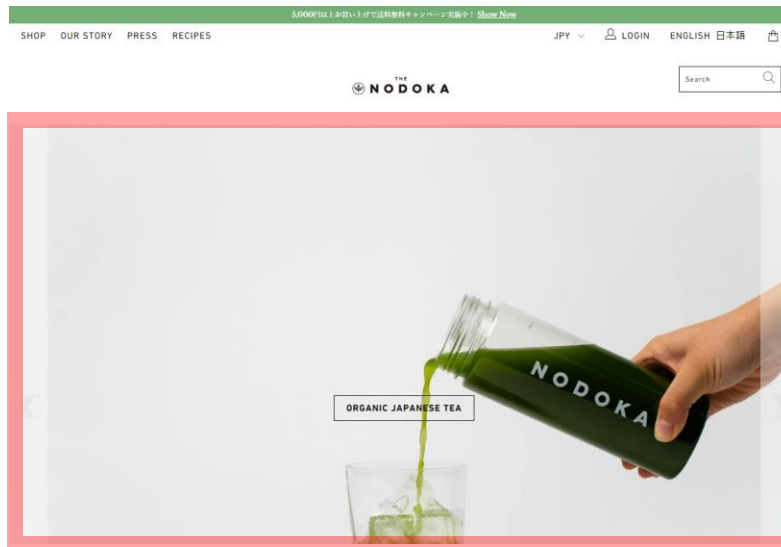 5,000円以上お買い上げで送料無料キャンペーン実施中! Show Now
SHOP OUR STORY PRESS RECIPES JPY LOGIN ENGLISH 日本語
Search
THE
NODOKA
NODOKA
ORGANIC JAPANESE TEA